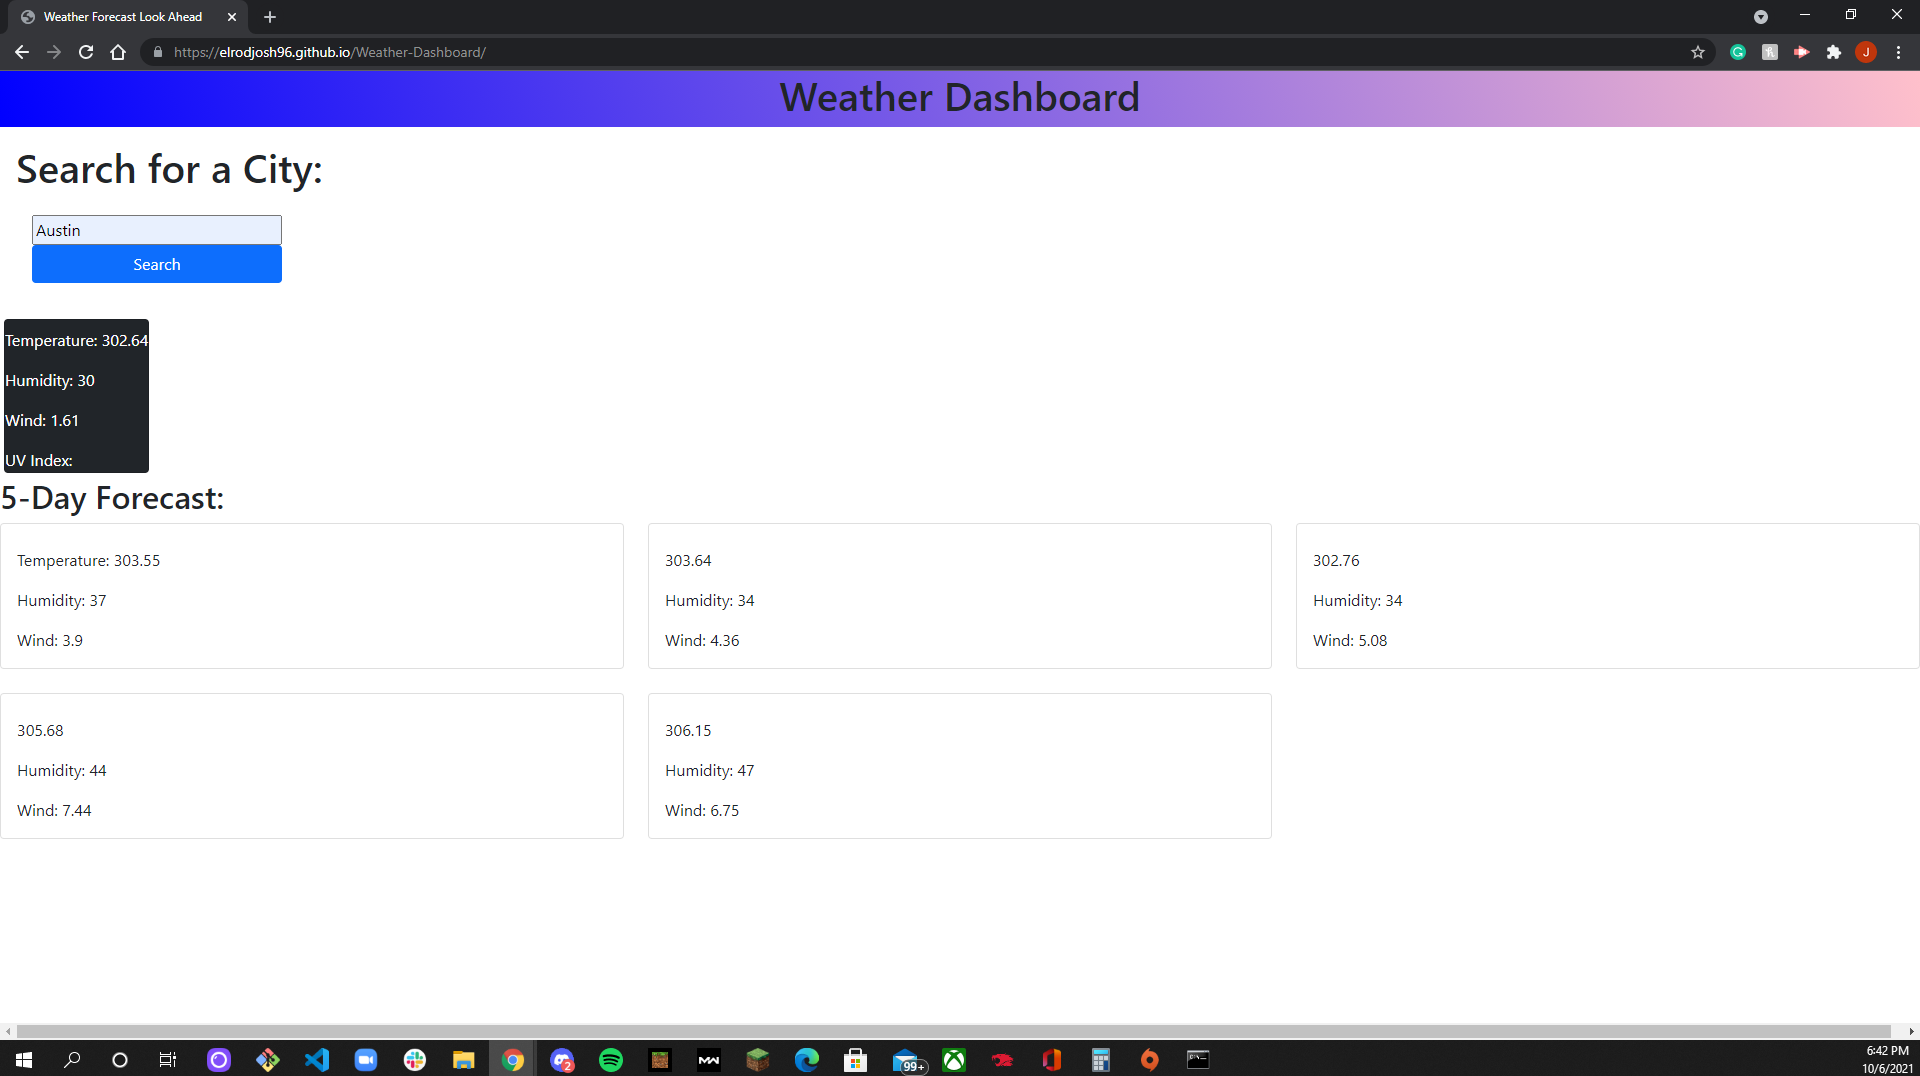 Weather Forecast Look Ahead
https://elrodjosh96.github.io/Weather-Dashboard/
J
Weather Dashboard
Search for a City:
Austin
Search
Temperature: 302.64
Humidity: 30
Wind: 1.61
UV Index:
5-Day Forecast:
Temperature: 303.55
Humidity: 37
Wind: 3.9
303.64
Humidity: 34
Wind: 4.36
302.76
Humidity: 34
Wind: 5.08
305.68
Humidity: 44
Wind: 7.44
306.15
Humidity: 47
Wind: 6.75
2
MW
99+
6:42 PM
10/6/2021